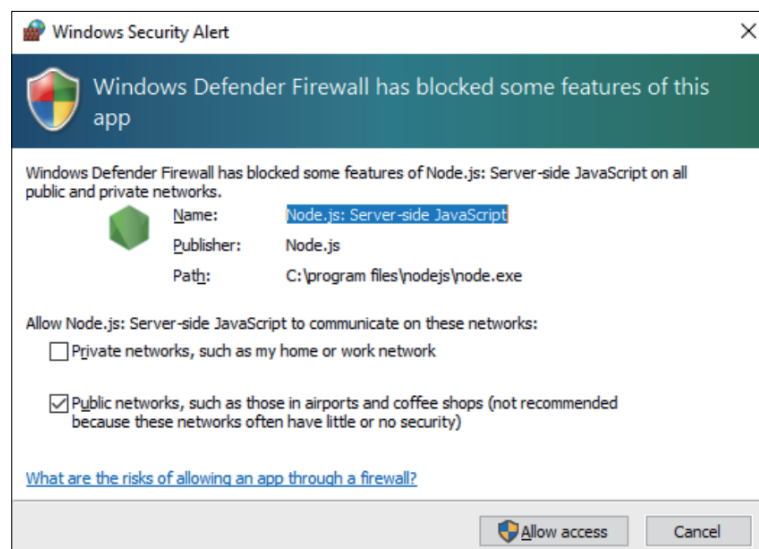 Windows Security Alert
Windows Defender Firewall has blocked some features of this
app
Windows Defender Firewall has blocked some features of Node.js: Server-side JavaScript on all
public and private networks.
Name: Node.js: Server-side JavaScript
Publisher: Node.js
Path: C:\program files\nodejs\node.exe
Allow Node.js: Server-side JavaScript to communicate on these networks:
Private networks, such as my home or work network
Public networks, such as those in airports and coffee shops (not recommended
because these networks often have little or no security)
What are the risks of allowing an app through a firewall?
Allow access Cancel